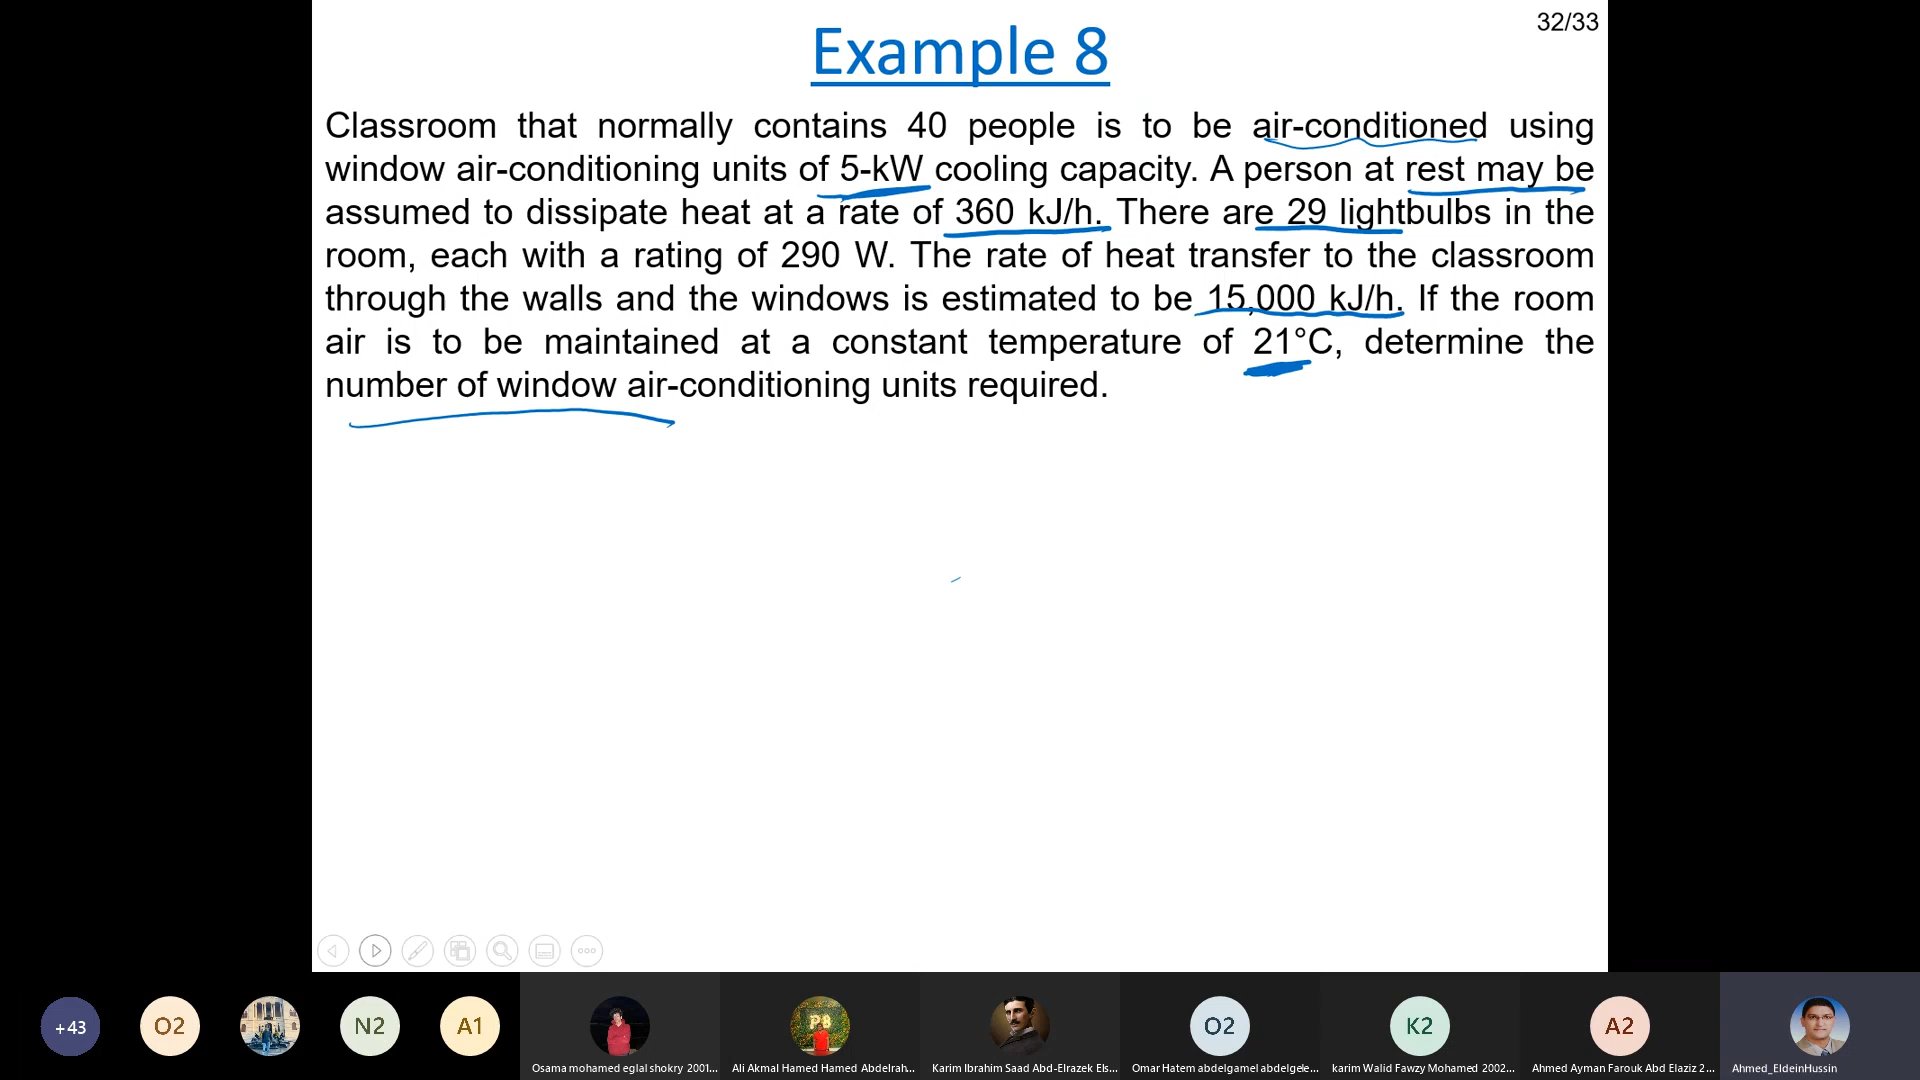 32/33
Example 8
Classroom that normally contains 40 people is to be air-conditioned using
window air-conditioning units of 5-kW cooling capacity. A person at rest may be
assumed to dissipate heat at a rate of 360 kJ/h. There are 29 lightbulbs in the
room, each with a rating of 290 W. The rate of heat transfer to the classroom
through the walls and the windows is estimated to be 15,000 kJ/h. If the room
air is to be maintained at a constant temperature of 21°C, determine the
number of window air-conditioning units required.
+43
O2
N2
A1
P8
O2
K2
A2
Osama mohamed eglal shokry 2001...
Ali Akmal Hamed Hamed Abdelrah...
Karim Ibrahim Saad Abd-Elrazek Els...
Omar Hatem abdelgamel abdelgele...
karim Walid Fawzy Mohamed 2002...
Ahmed Ayman Farouk Abd Elaziz 2...
Ahmed_EldeinHussin